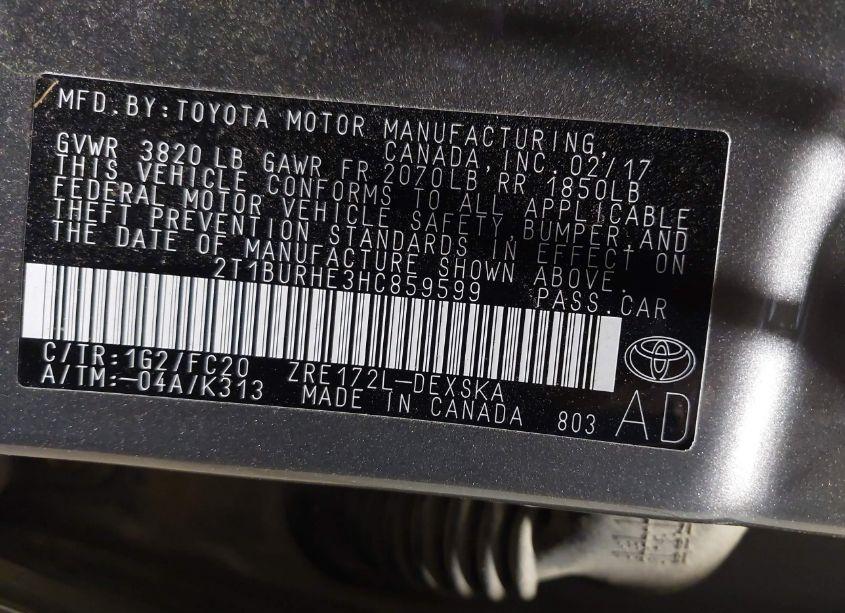 MFD.BY:TOYOTA MOTOR MANUFACTURING,
CANADA,INC.02/17
GVWR 3820 LB GAWR FR 2070LB RR 1850LB
THIS VEHICLE CONFORMS TO ALL APPLICABLE
FEDERAL MOTOR VEHICLE SAFETY,BUMPER,AND
THEFT PREVENTION STANDARDS IN EFFECT ON
THE DATE OF MANUFACTURE SHOWN ABOVE.
2T1BURHE3HC859599 PASS.CAR
C/TR:1G2/FC20 ZRE172L-DEXSKA
A/TM:-04A/K313 MADE IN CANADA 803 AD